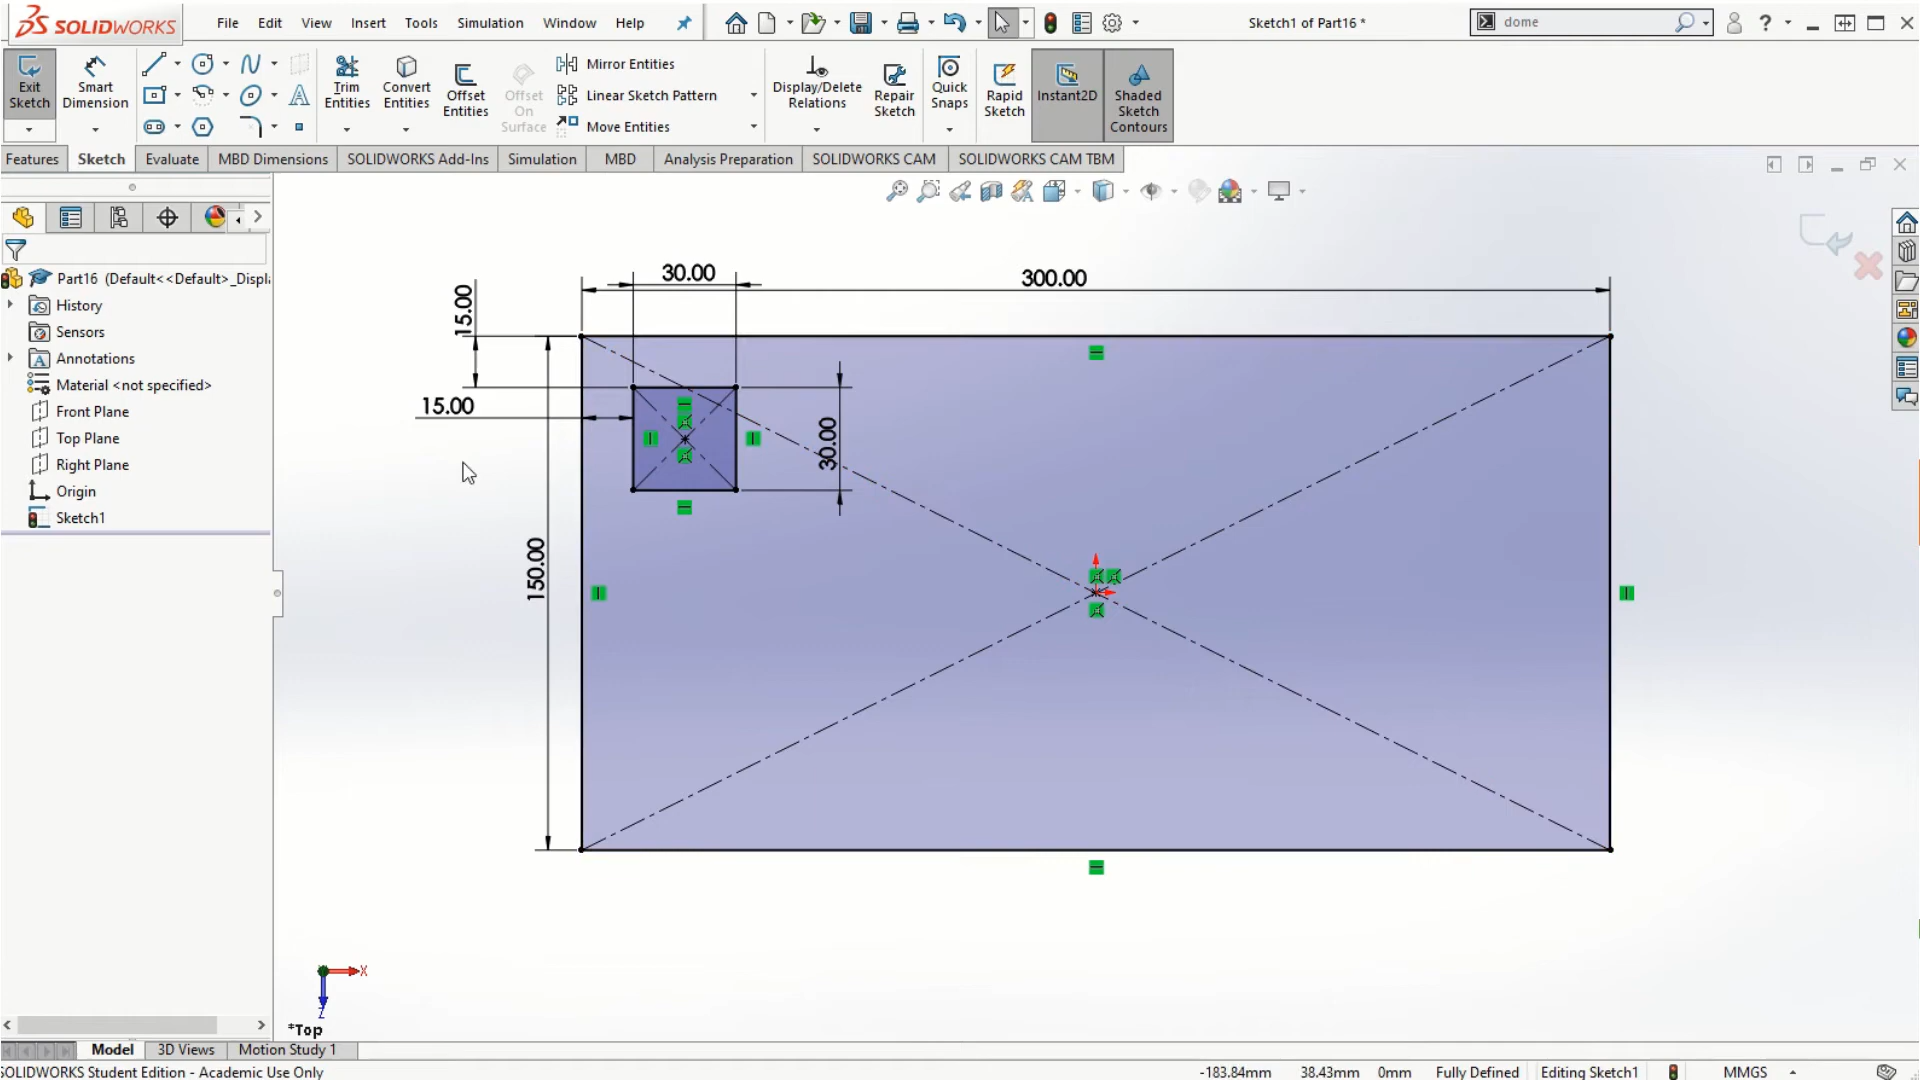 SOLIDWORKS File Edit View Insert Tools Simulation Window Help Sketch1 of Part16 * dome ?
Exit Sketch
Smart Dimension
Trim Entities
Convert Entities
Offset Entities
Offset On Surface
Mirror Entities
Linear Sketch Pattern
Move Entities
Display/Delete Relations
Repair Sketch
Quick Snaps
Rapid Sketch
Instant2D
Shaded Sketch Contours
Features Sketch Evaluate MBD Dimensions SOLIDWORKS Add-Ins Simulation MBD Analysis Preparation SOLIDWORKS CAM SOLIDWORKS CAM TBM
Part16 (Default<<Default>_Displ
History
Sensors
Annotations
Material <not specified>
Front Plane
Top Plane
Right Plane
Origin
Sketch1
30.00
300.00
15.00
15.00
30.00
150.00
X
Z
*Top
Model 3D Views Motion Study 1
SOLIDWORKS Student Edition - Academic Use Only -183.84mm 38.43mm 0mm Fully Defined Editing Sketch1 MMGS